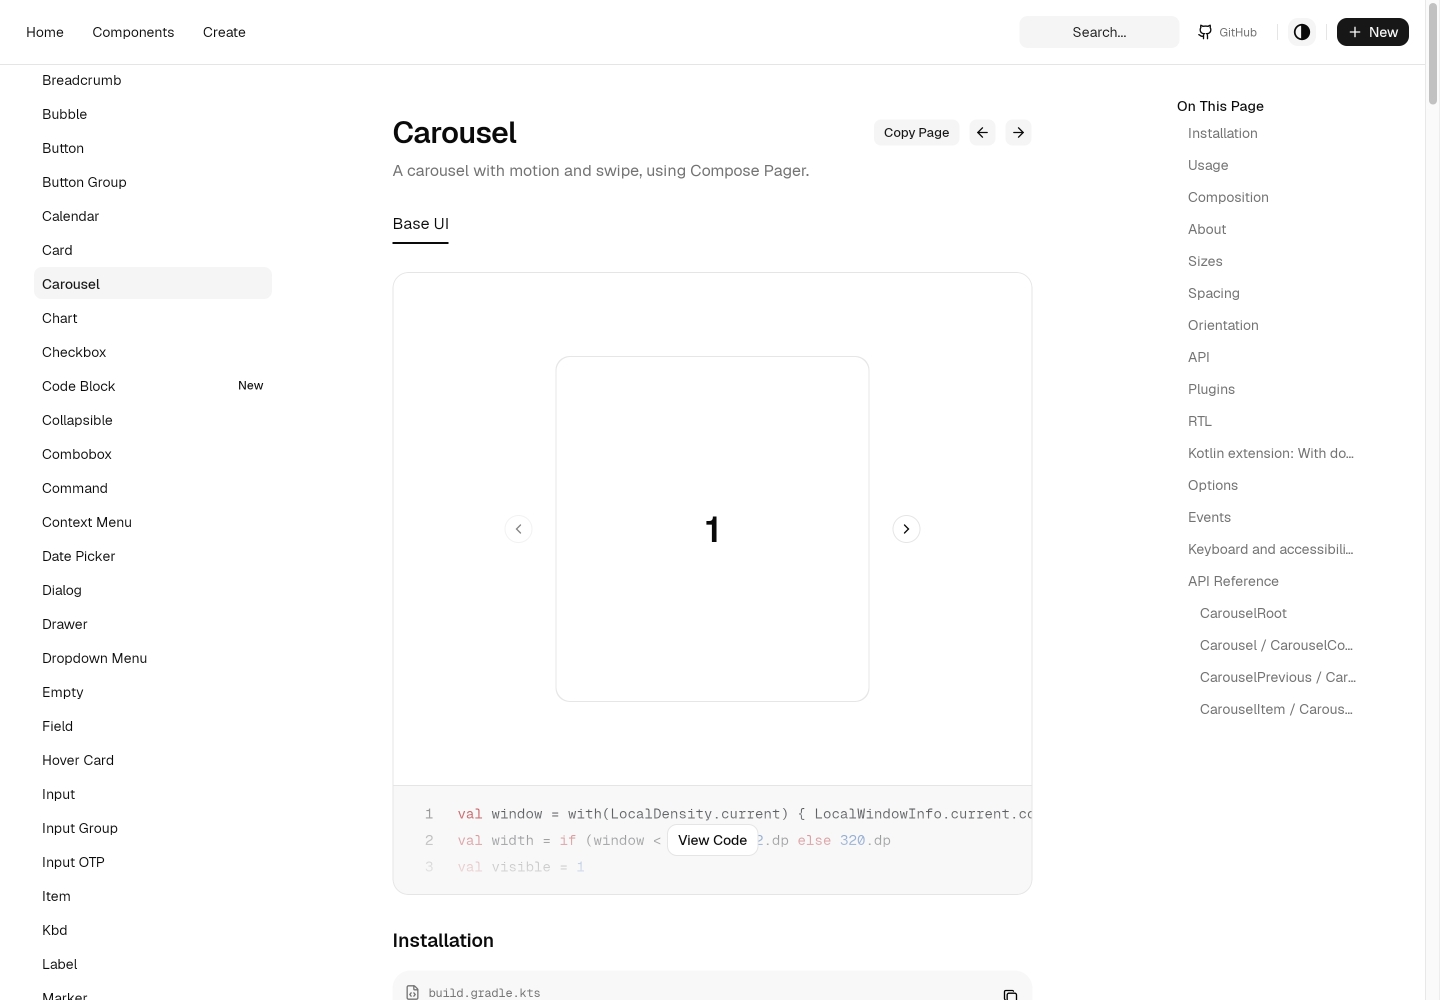 Home
Components
Create
Search...
GitHub
New
Breadcrumb
Bubble
Button
Button Group
Calendar
Card
Carousel
Chart
Checkbox
Code Block
New
Collapsible
Combobox
Command
Context Menu
Date Picker
Dialog
Drawer
Dropdown Menu
Empty
Field
Hover Card
Input
Input Group
Input OTP
Item
Kbd
Label
Marker
Carousel
Copy Page
A carousel with motion and swipe, using Compose Pager.
Base UI
1
1 val window = with(LocalDensity.current) { LocalWindowInfo.current.co
2 val width = if (window < 2.dp else 320.dp
View Code
3 val visible = 1
Installation
build.gradle.kts
On This Page
Installation
Usage
Composition
About
Sizes
Spacing
Orientation
API
Plugins
RTL
Kotlin extension: With do...
Options
Events
Keyboard and accessibili...
API Reference
CarouselRoot
Carousel / CarouselCo...
CarouselPrevious / Car...
CarouselItem / Carous...